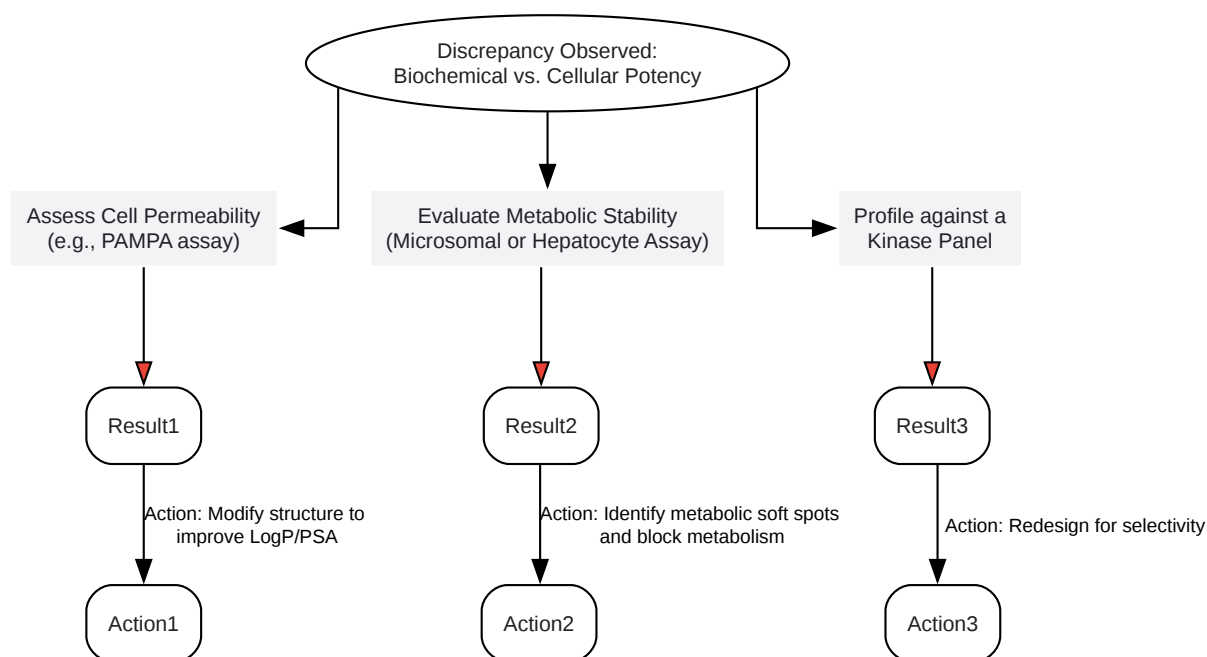 Discrepancy Observed:
Biochemical vs. Cellular Potency
Assess Cell Permeability
(e.g., PAMPA assay)
Evaluate Metabolic Stability
(Microsomal or Hepatocyte Assay)
Profile against a
Kinase Panel
Result1
Result2
Result3
Action: Modify structure to
improve LogP/PSA
Action: Identify metabolic soft spots
and block metabolism
Action: Redesign for selectivity
Action1
Action2
Action3